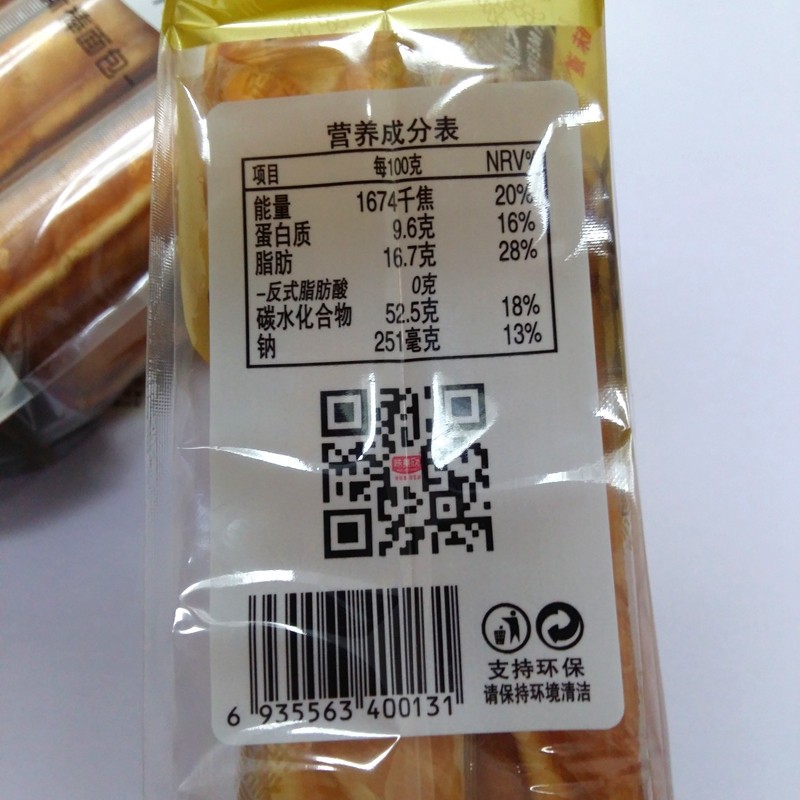 棒面包
营养成分表
项目 每100克 NRV%
能量 1674千焦 20%
蛋白质 9.6克 16%
脂肪 16.7克 28%
-反式脂肪酸 0克
碳水化合物 52.5克 18%
钠 251毫克 13%
支持环保
请保持环境清洁
6 935563 400131